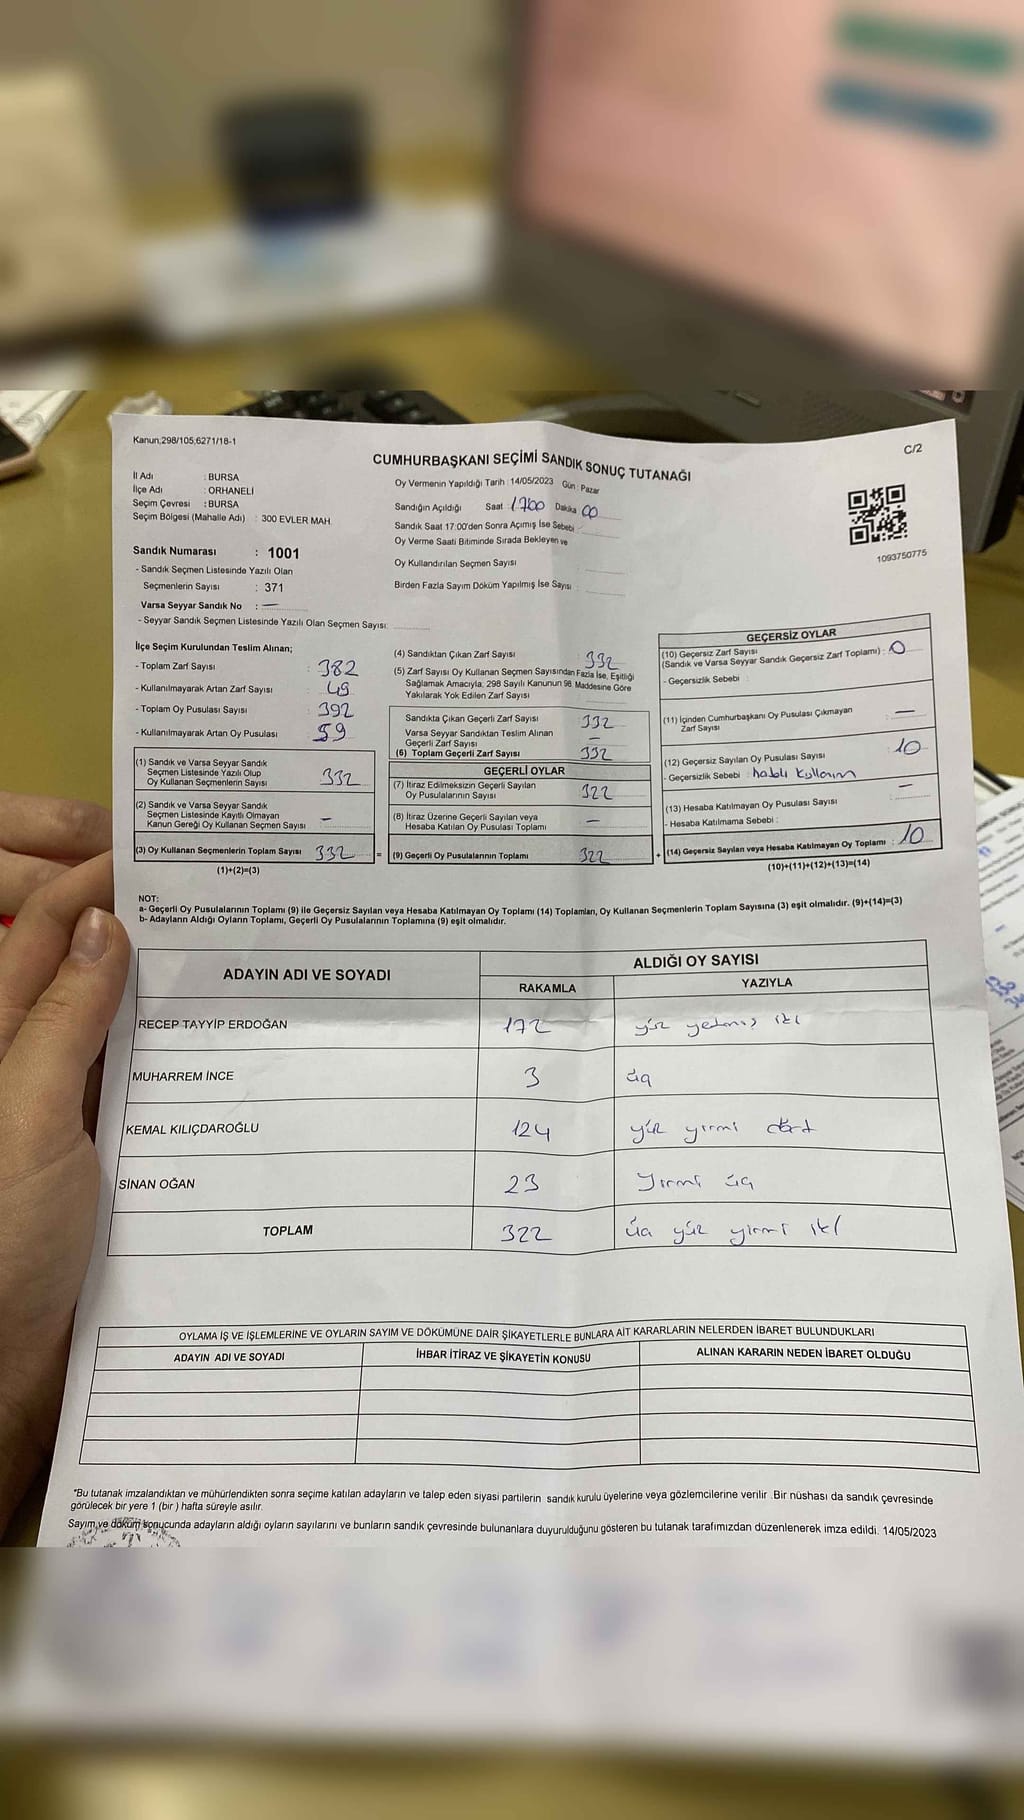 Kanun;298/105,6271/18-1
C/2
CUMHURBAŞKANI SEÇİMİ SANDIK SONUÇ TUTANAĞI
İl Adı : BURSA
İlçe Adı : ORHANELİ
Seçim Çevresi : BURSA
Seçim Bölgesi (Mahalle Adı) : 300 EVLER MAH.
Sandık Numarası : 1001
- Sandık Seçmen Listesinde Yazılı Olan
Seçmenlerin Sayısı : 371
Varsa Seyyar Sandık No : —
- Seyyar Sandık Seçmen Listesinde Yazılı Olan Seçmen Sayısı:
Oy Vermenin Yapıldığı Tarih : 14/05/2023 Gün : Pazar
Sandığın Açıldığı Saat : 1700 Dakika 00
Sandık Saat 17:00'den Sonra Açımış İse Sebebi :
Oy Verme Saati Bitiminde Sırada Bekleyen ve
Oy Kullandırılan Seçmen Sayısı
Birden Fazla Sayım Döküm Yapılmış İse Sayısı :
1093750775
İlçe Seçim Kurulundan Teslim Alınan;
- Toplam Zarf Sayısı : 382
- Kullanılmayarak Artan Zarf Sayısı : 49
- Toplam Oy Pusulası Sayısı : 392
- Kullanılmayarak Artan Oy Pusulası : 59
(1) Sandık ve Varsa Seyyar Sandık
Seçmen Listesinde Yazılı Olup
Oy Kullanan Seçmenlerin Sayısı 332
(2) Sandık ve Varsa Seyyar Sandık
Seçmen Listesinde Kayıtlı Olmayan
Kanun Gereği Oy Kullanan Seçmen Sayısı —
(3) Oy Kullanan Seçmenlerin Toplam Sayısı 332
(1)+(2)=(3)
=
(4) Sandıktan Çıkan Zarf Sayısı 332
(5) Zarf Sayısı Oy Kullanan Seçmen Sayısından Fazla İse, Eşitliği
Sağlamak Amacıyla, 298 Sayılı Kanunun 98. Maddesine Göre
Yakılarak Yok Edilen Zarf Sayısı
Sandıkta Çıkan Geçerli Zarf Sayısı 332
Varsa Seyyar Sandıktan Teslim Alınan
Geçerli Zarf Sayısı —
(6) Toplam Geçerli Zarf Sayısı 332
GEÇERLİ OYLAR
(7) İtiraz Edilmeksizin Geçerli Sayılan
Oy Pusulalarının Sayısı 322
(8) İtiraz Üzerine Geçerli Sayılan veya
Hesaba Katılan Oy Pusulası Toplamı —
(9) Geçerli Oy Pusulalarının Toplamı 322
+
GEÇERSİZ OYLAR
(10) Geçersiz Zarf Sayısı
(Sandık ve Varsa Seyyar Sandık Geçersiz Zarf Toplamı) : 0
- Geçersizlik Sebebi :
(11) İçinden Cumhurbaşkanı Oy Pusulası Çıkmayan
Zarf Sayısı —
(12) Geçersiz Sayılan Oy Pusulası Sayısı 10
- Geçersizlik Sebebi : hatalı kullanım
(13) Hesaba Katılmayan Oy Pusulası Sayısı —
- Hesaba Katılmama Sebebi :
(14) Geçersiz Sayılan veya Hesaba Katılmayan Oy Toplamı : 10
(10)+(11)+(12)+(13)=(14)
NOT:
a- Geçerli Oy Pusulalarının Toplamı (9) ile Geçersiz Sayılan veya Hesaba Katılmayan Oy Toplamı (14) Toplamları, Oy Kullanan Seçmenlerin Toplam Sayısına (3) eşit olmalıdır. (9)+(14)=(3)
b- Adayların Aldığı Oyların Toplamı, Geçerli Oy Pusulalarının Toplamına (9) eşit olmalıdır.
ADAYIN ADI VE SOYADI
ALDIĞI OY SAYISI
RAKAMLA YAZIYLA
RECEP TAYYİP ERDOĞAN 172 yüz yetmiş iki
MUHARREM İNCE 3 üç
KEMAL KILIÇDAROĞLU 124 yüz yirmi dört
SİNAN OĞAN 23 Yirmi üç
TOPLAM 322 üç yüz yirmi iki
OYLAMA İŞ VE İŞLEMLERİNE VE OYLARIN SAYIM VE DÖKÜMÜNE DAİR ŞİKAYETLERLE BUNLARA AİT KARARLARIN NELERDEN İBARET BULUNDUKLARI
ADAYIN ADI VE SOYADI İHBAR İTİRAZ VE ŞİKAYETİN KONUSU ALINAN KARARIN NEDEN İBARET OLDUĞU
*Bu tutanak imzalandıktan ve mühürlendikten sonra seçime katılan adayların ve talep eden siyasi partilerin sandık kurulu üyelerine veya gözlemcilerine verilir .Bir nüshası da sandık çevresinde
görülecek bir yere 1 (bir ) hafta süreyle asılır.
Sayım ve döküm sonucunda adayların aldığı oyların sayılarını ve bunların sandık çevresinde bulunanlara duyurulduğunu gösteren bu tutanak tarafımızdan düzenlenerek imza edildi. 14/05/2023